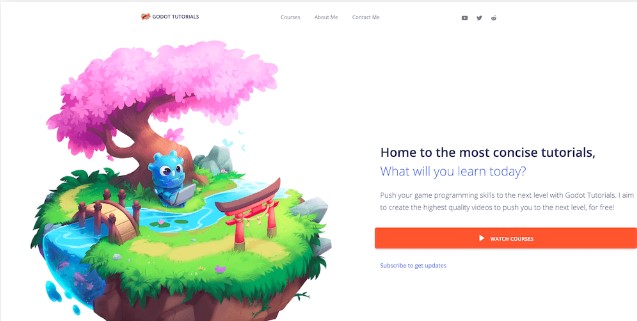 GODOT TUTORIALS
Courses About Me Contact Me
Home to the most concise tutorials,
What will you learn today?
Push your game programming skills to the next level with Godot Tutorials. I aim
to create the highest quality videos to push you to the next level, for free!
WATCH COURSES
Subscribe to get updates